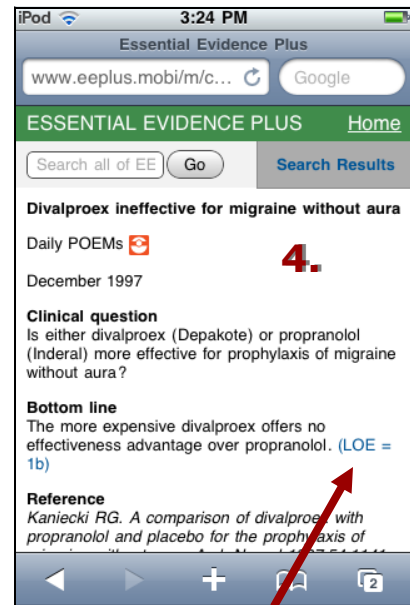 iPod 3:24 PM
Essential Evidence Plus
www.eeplus.mobi/m/c... Google
ESSENTIAL EVIDENCE PLUS Home
Search all of EE Go Search Results
Divalproex ineffective for migraine without aura
Daily POEMs
4.
December 1997
Clinical question
Is either divalproex (Depakote) or propranolol
(Inderal) more effective for prophylaxis of migraine
without aura?
Bottom line
The more expensive divalproex offers no
effectiveness advantage over propranolol. (LOE =
1b)
Reference
Kaniecki RG. A comparison of divalproex with
propranolol and placebo for the prophylaxis of
2